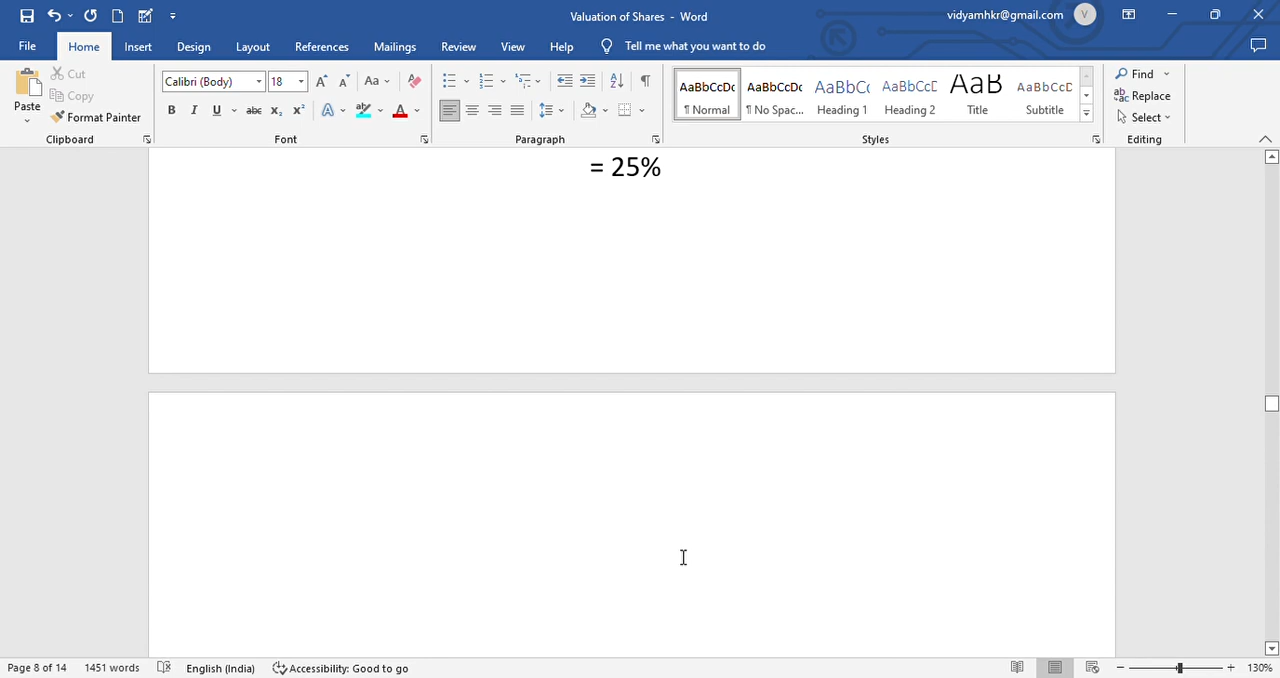 Valuation of Shares - Word
vidyamhkr@gmail.com
V
File
Home
Insert
Design
Layout
References
Mailings
Review
View
Help
Tell me what you want to do
Paste
Cut
Copy
Format Painter
Clipboard
Calibri (Body)
18
Font
Paragraph
AaBbCcDc
¶ Normal
AaBbCcDc
¶ No Spac...
AaBbC(
Heading 1
AaBbCcD
Heading 2
AaB
Title
AaBbCcD
Subtitle
Styles
Find
Replace
Select
Editing
= 25%
Page 8 of 14
1451 words
English (India)
Accessibility: Good to go
130%